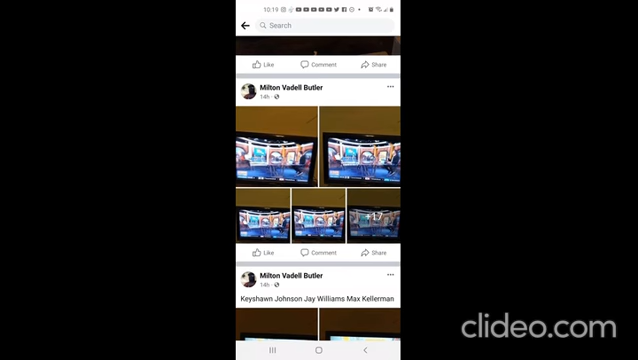 10:19
Search
Like Comment Share
Milton Vadell Butler
14h
+17
Like Comment Share
Milton Vadell Butler
14h
Keyshawn Johnson Jay Williams Max Kellerman
clideo.com